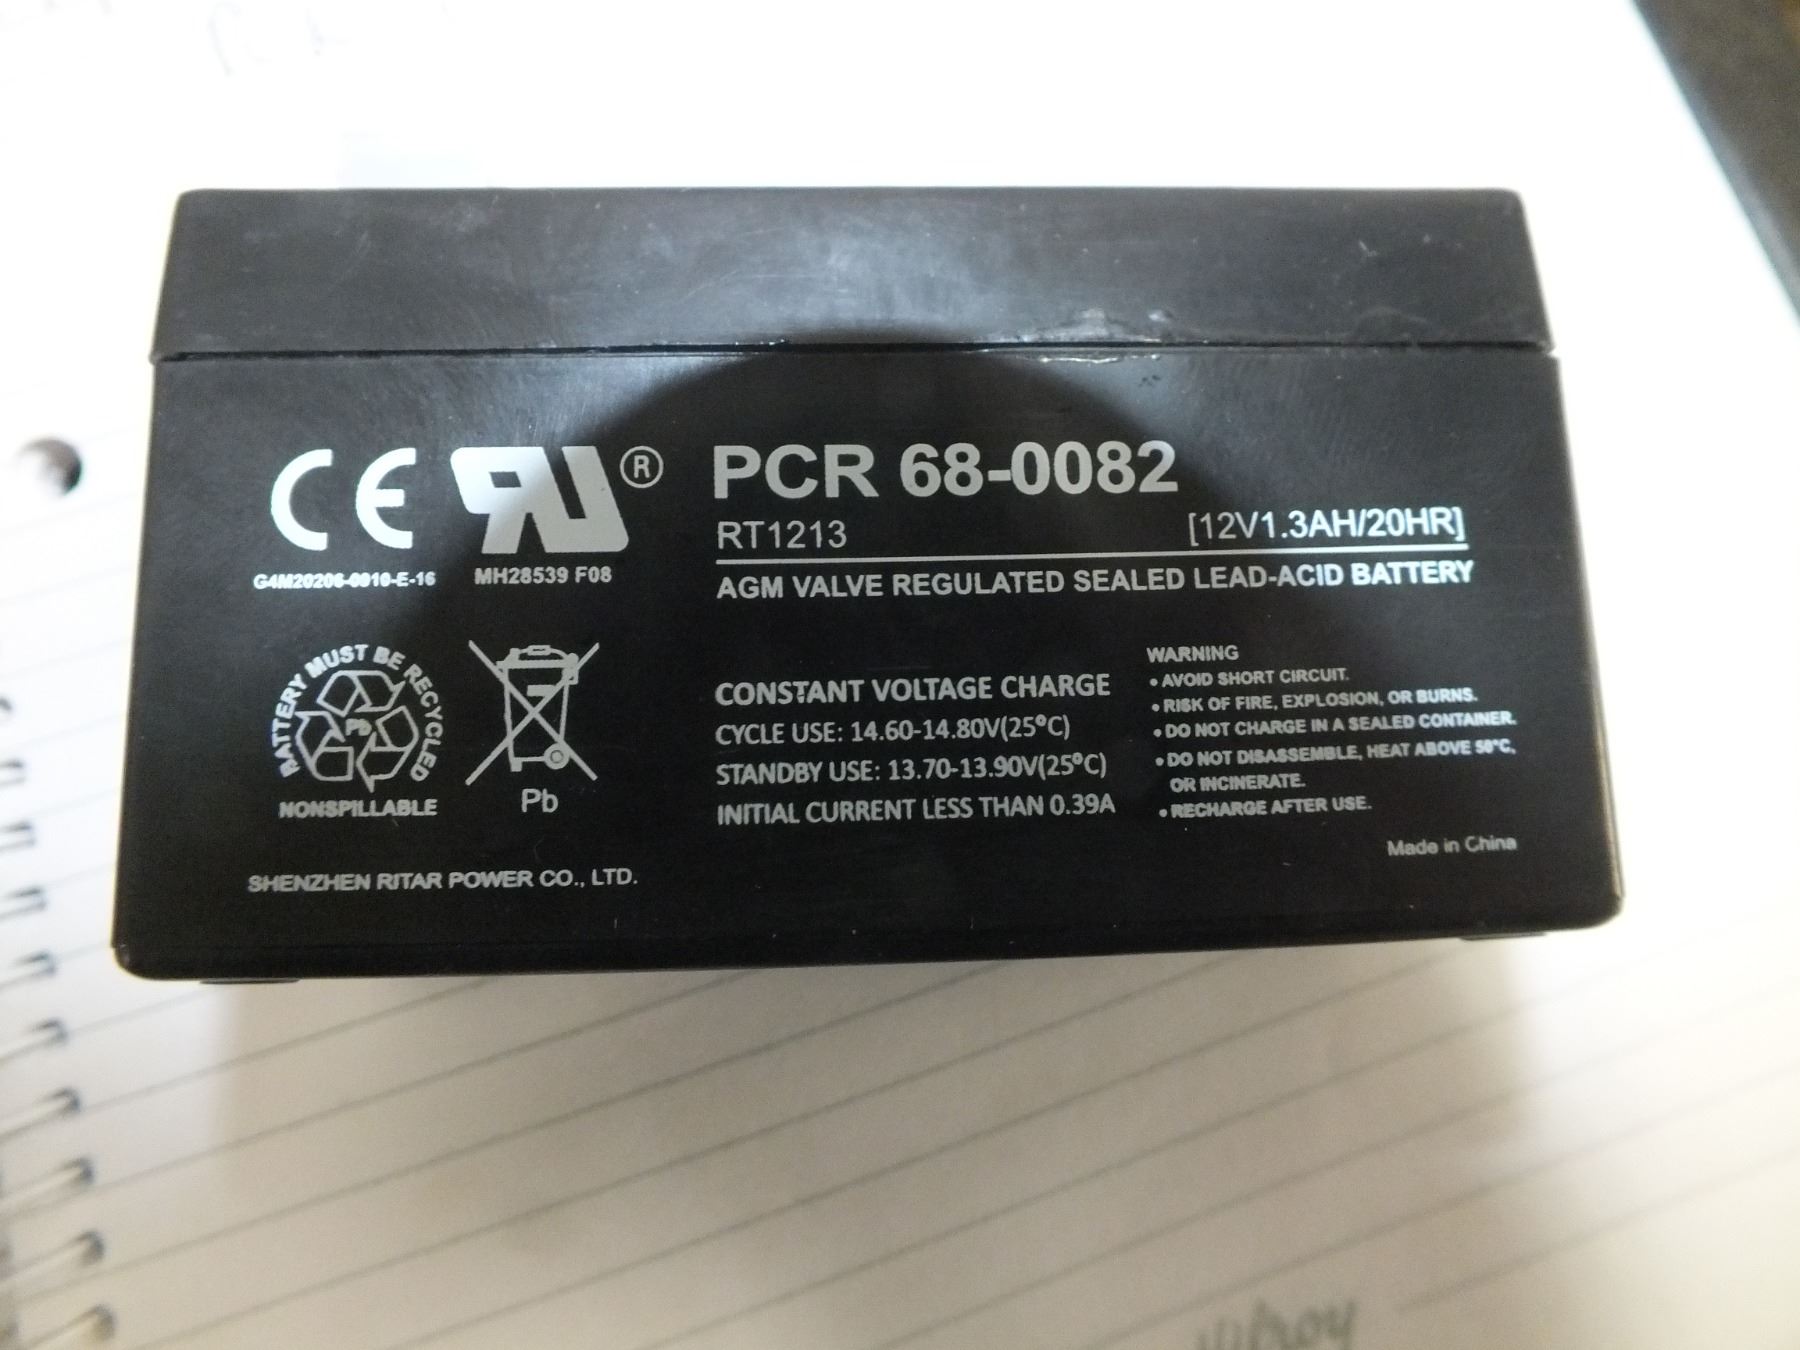 CE RU ®
G4M20206-0910-E-16 MH28539 F08
PCR 68-0082
RT1213 [12V1.3AH/20HR]
AGM VALVE REGULATED SEALED LEAD-ACID BATTERY
BATTERY MUST BE RECYCLED
Pb
NONSPILLABLE
Pb
SHENZHEN RITAR POWER CO., LTD.
CONSTANT VOLTAGE CHARGE
CYCLE USE: 14.60-14.80V(25ºC)
STANDBY USE: 13.70-13.90V(25ºC)
INITIAL CURRENT LESS THAN 0.39A
WARNING
• AVOID SHORT CIRCUIT.
• RISK OF FIRE, EXPLOSION, OR BURNS.
• DO NOT CHARGE IN A SEALED CONTAINER.
• DO NOT DISASSEMBLE, HEAT ABOVE 50°C,
OR INCINERATE.
• RECHARGE AFTER USE.
Made in China